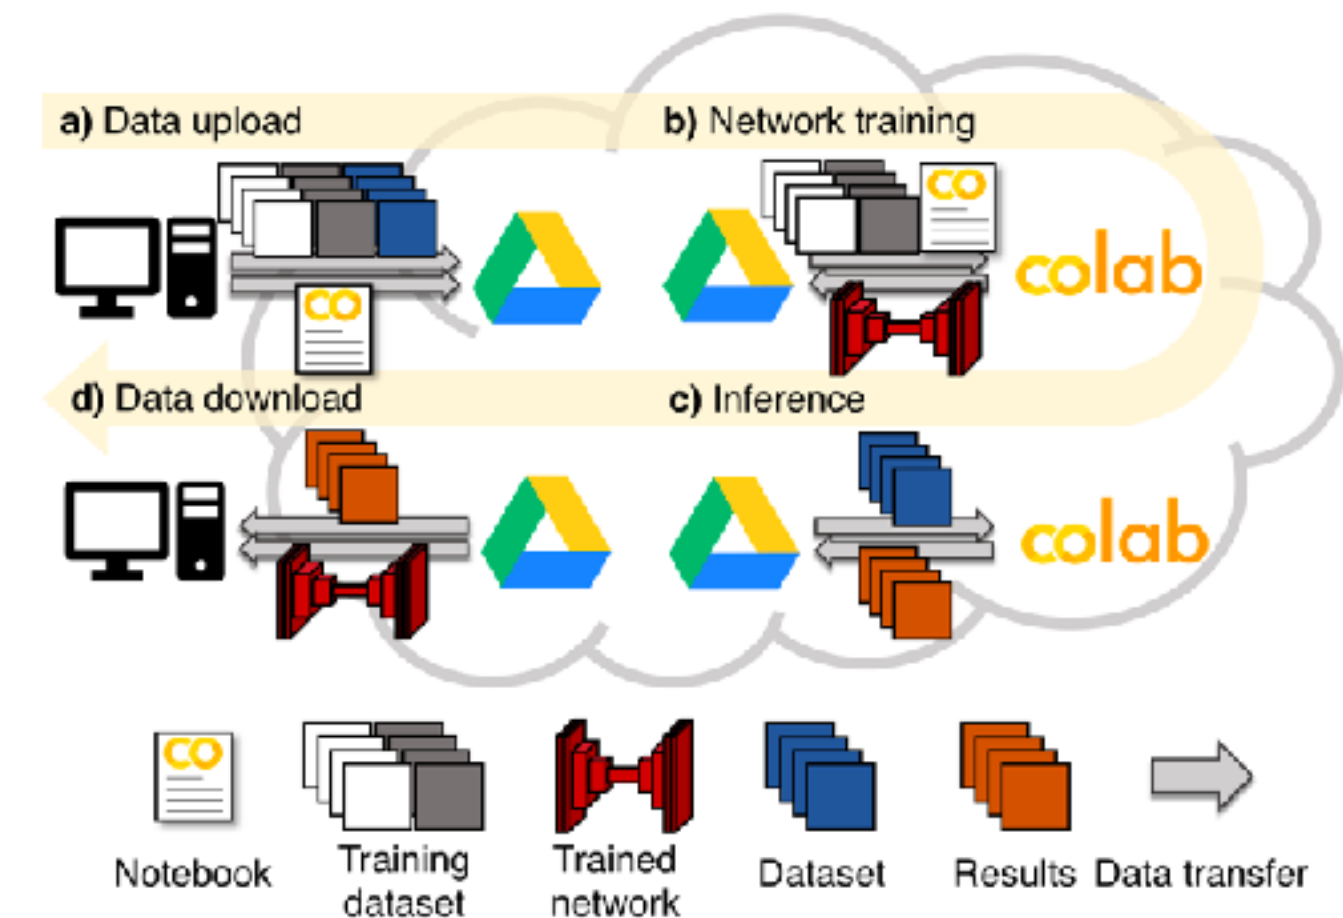 a) Data upload
b) Network training
co
co
colab
d) Data download
c) Inference
colab
co
Notebook
Training
dataset
Trained
network
Dataset
Results
Data transfer